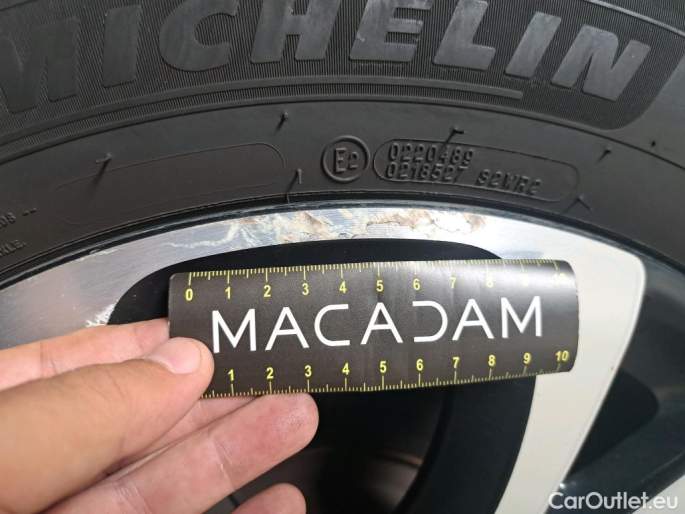 MICHELIN
E2 0220489
0218527 S2WR2
0 1 2 3 4 5 6 7 8 9
MACADAM
1 2 3 4 5 6 7 8 9 10
CarOutlet.eu